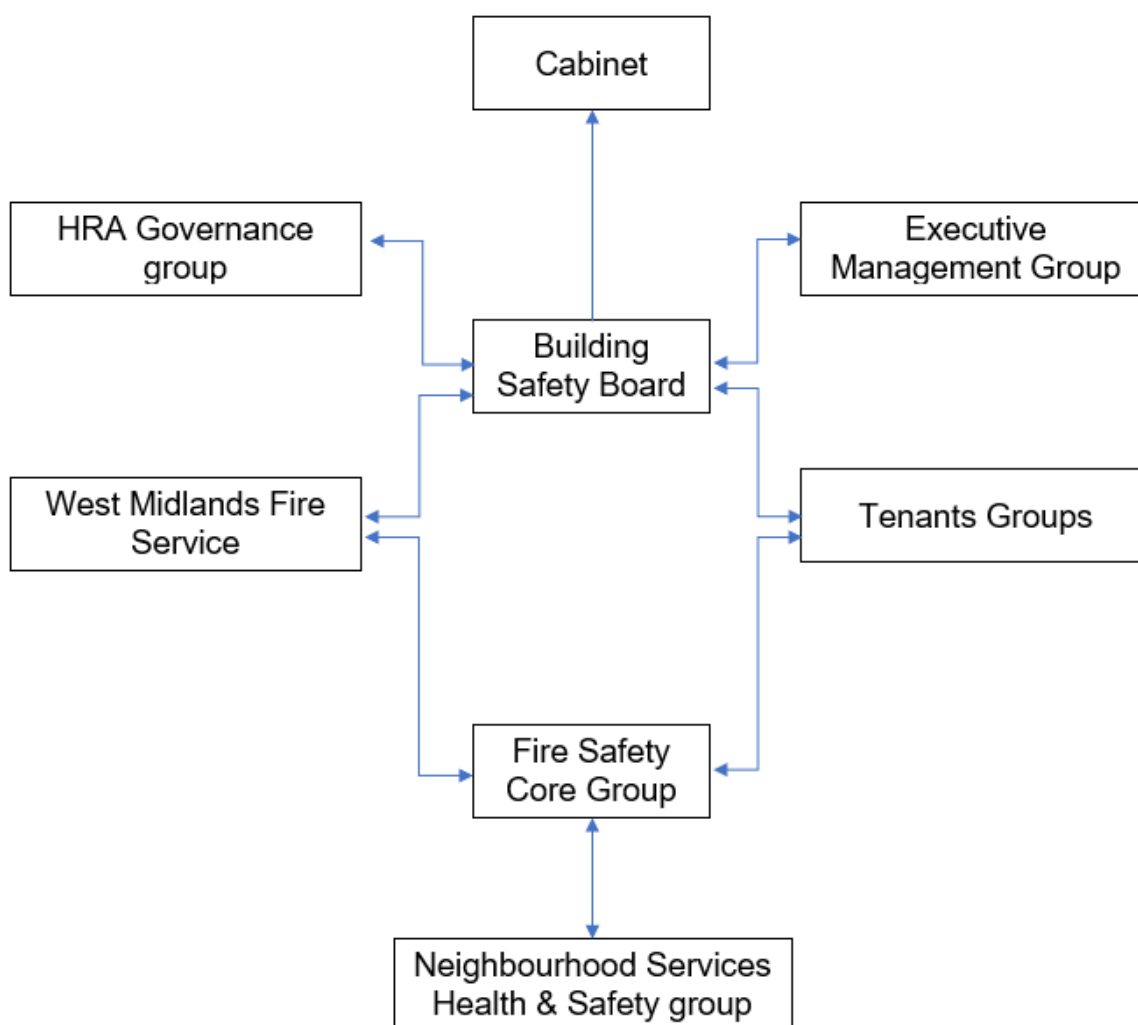 Cabinet
HRA Governance
group
Executive
Management Group
Building
Safety Board
West Midlands Fire
Service
Tenants Groups
Fire Safety
Core Group
Neighbourhood Services
Health & Safety group